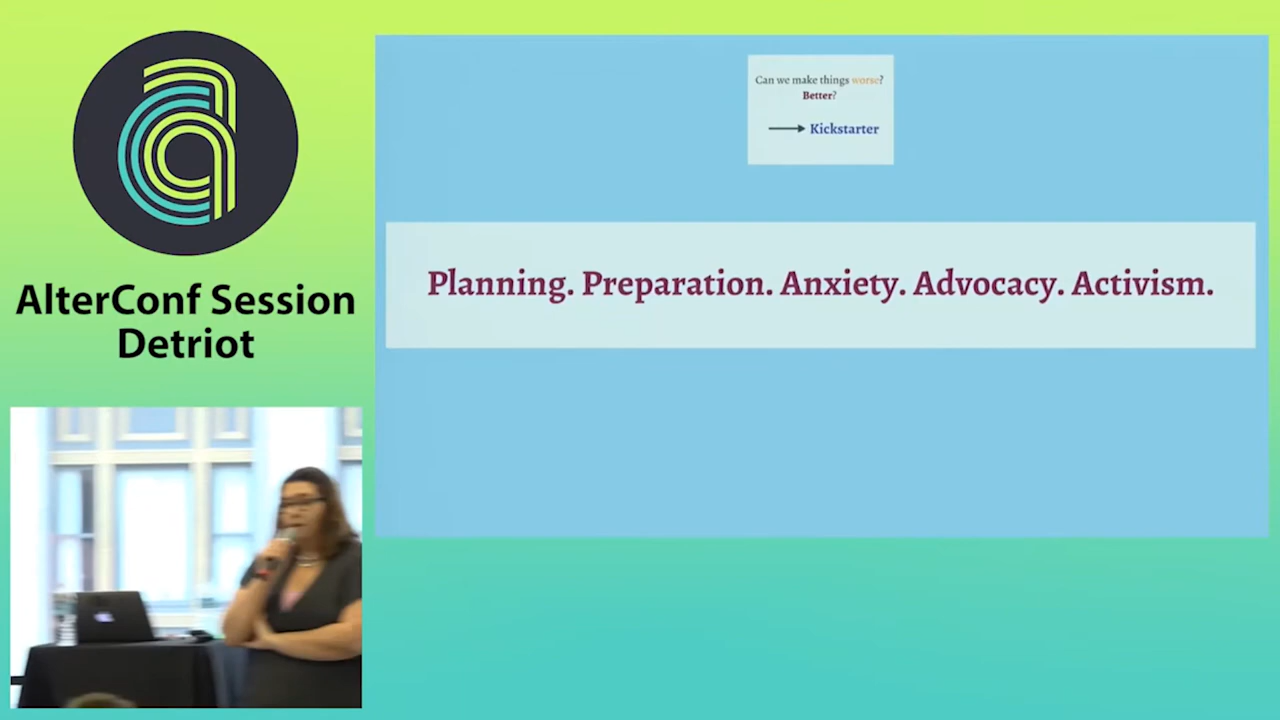 AlterConf Session
Detriot
Can we make things worse?
Better?
Kickstarter
Planning. Preparation. Anxiety. Advocacy. Activism.